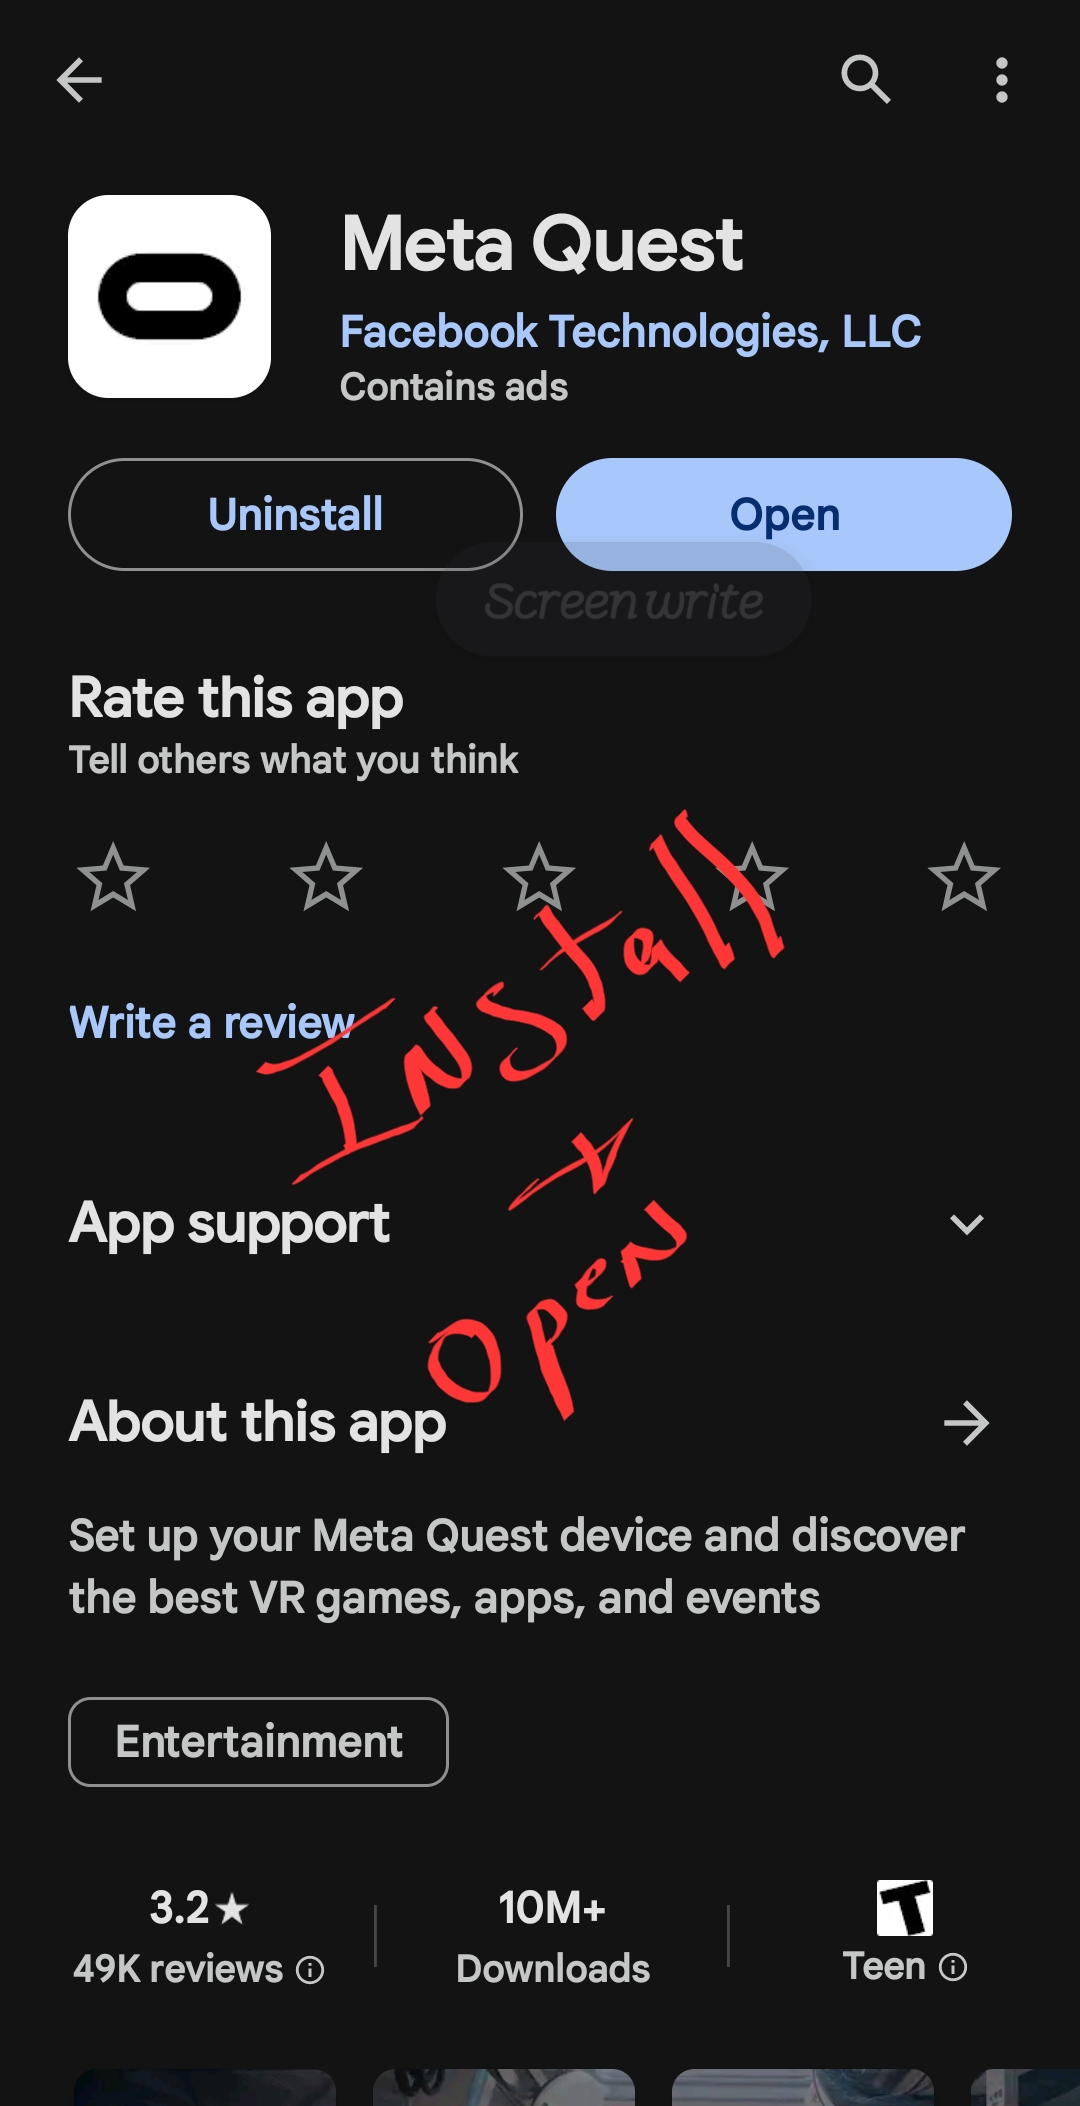 Meta Quest
Facebook Technologies, LLC
Contains ads
Uninstall
Open
Screen write
Rate this app
Tell others what you think
Install
Write a review
App support
Open
About this app
Set up your Meta Quest device and discover
the best VR games, apps, and events
Entertainment
3.2★ 10M+ T
49K reviews Downloads Teen